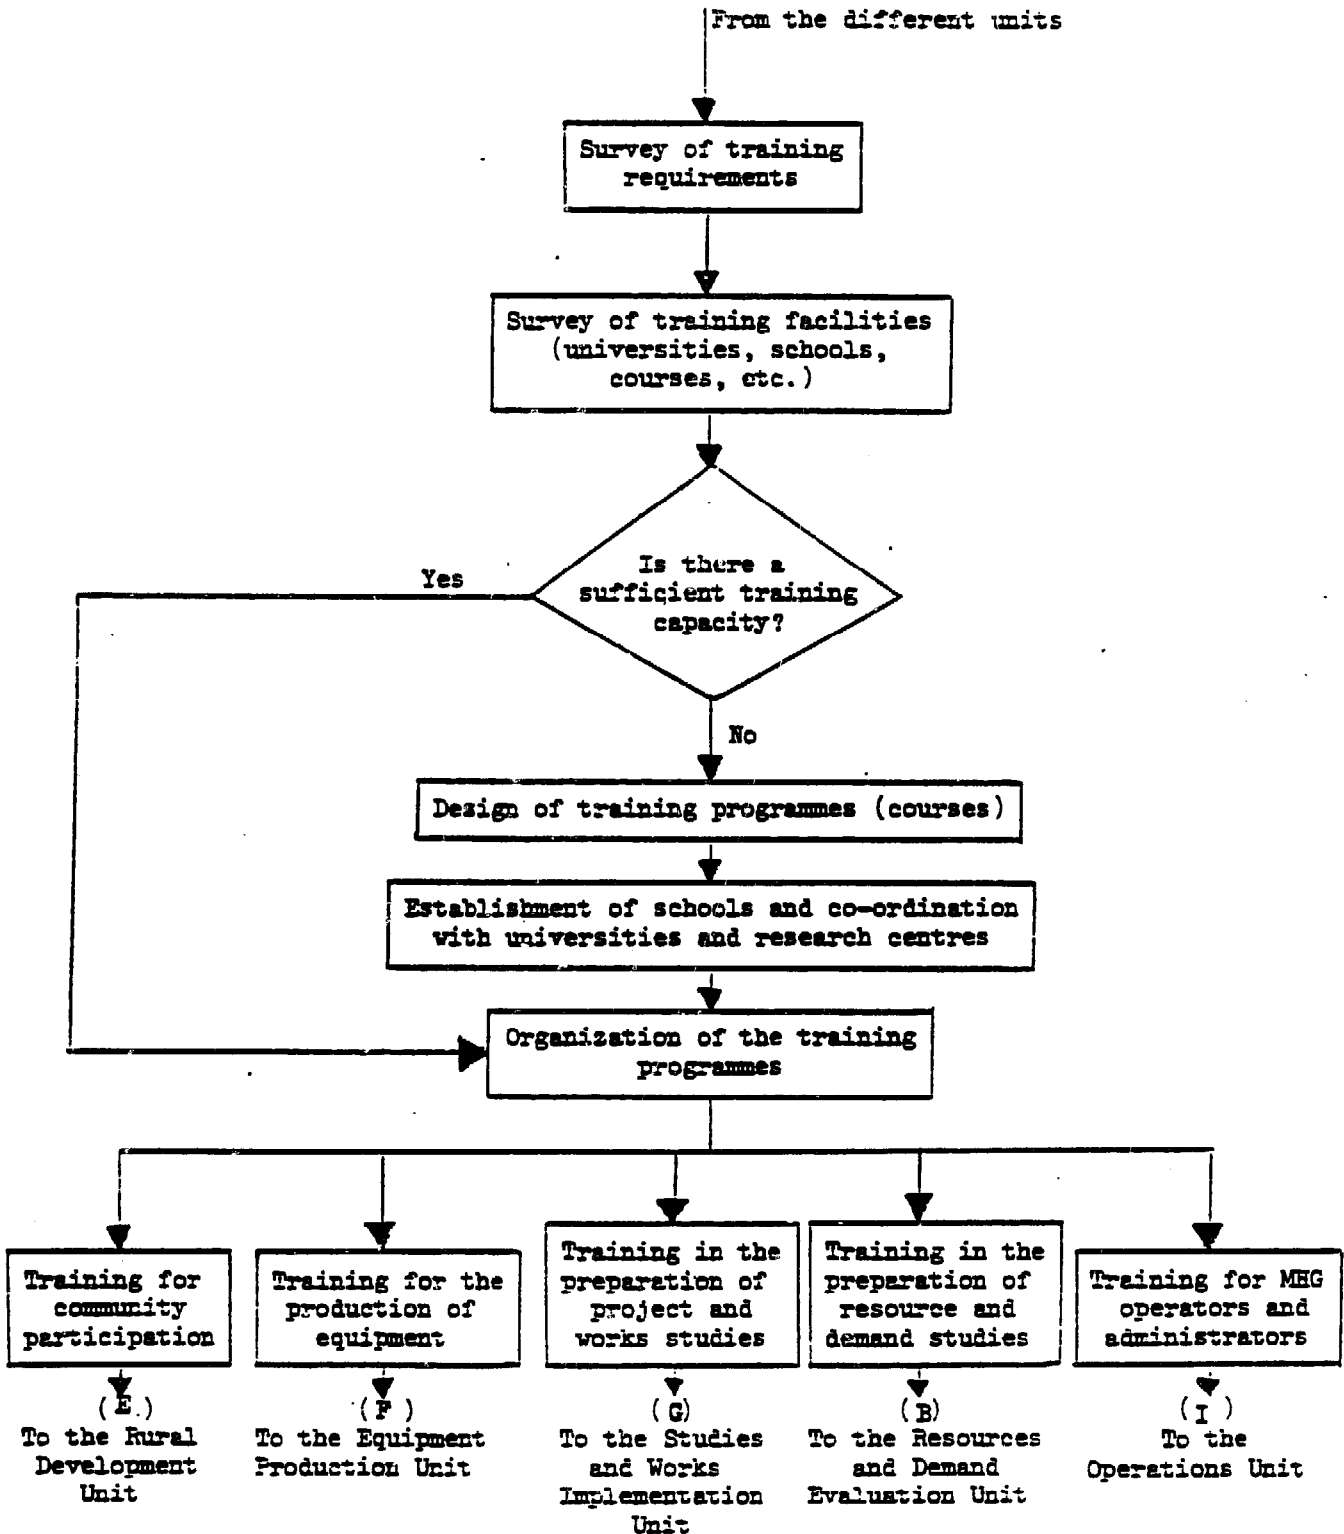 From the different units
Survey of training
requirements
Survey of training facilities
(universities, schools,
courses, etc.)
Is there a
sufficient training
capacity?
Yes
No
Design of training programmes (courses)
Establishment of schools and co-ordination
with universities and research centres
Organization of the training
programmes
Training for
community
participation
Training for the
production of
equipment
Training in the
preparation of
project and
works studies
Training in the
preparation of
resource and
demand studies
Training for MHG
operators and
administrators
(E.)
To the Rural
Development
Unit
(F)
To the Equipment
Production Unit
(G)
To the Studies
and Works
Implementation
Unit
(B)
To the Resources
and Demand
Evaluation Unit
(I)
To the
Operations Unit